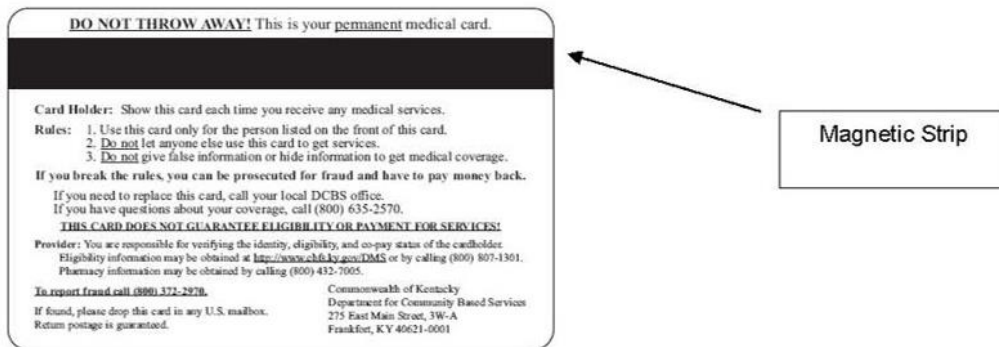 DO NOT THROW AWAY! This is your permanent medical card.
Magnetic Strip
Card Holder: Show this card each time you receive any medical services.
Rules: 1. Use this card only for the person listed on the front of this card.
2. Do not let anyone else use this card to get services.
3. Do not give false information or hide information to get medical coverage.
If you break the rules, you can be prosecuted for fraud and have to pay money back.
If you need to replace this card, call your local DCBS office.
If you have questions about your coverage, call (800) 635-2570.
THIS CARD DOES NOT GUARANTEE ELIGIBILITY OR PAYMENT FOR SERVICES!
Provider: You are responsible for verifying the identity, eligibility, and co-pay status of the cardholder.
Eligibility information may be obtained at http://www.chfs.ky.gov/DMS or by calling (800) 807-1301.
Pharmacy information may be obtained by calling (800) 432-7005.
To report fraud call (800) 372-2970.
If found, please drop this card in any U.S. mailbox.
Return postage is guaranteed.
Commonwealth of Kentucky
Department for Community Based Services
275 East Main Street, 3W-A
Frankfort, KY 40621-0001